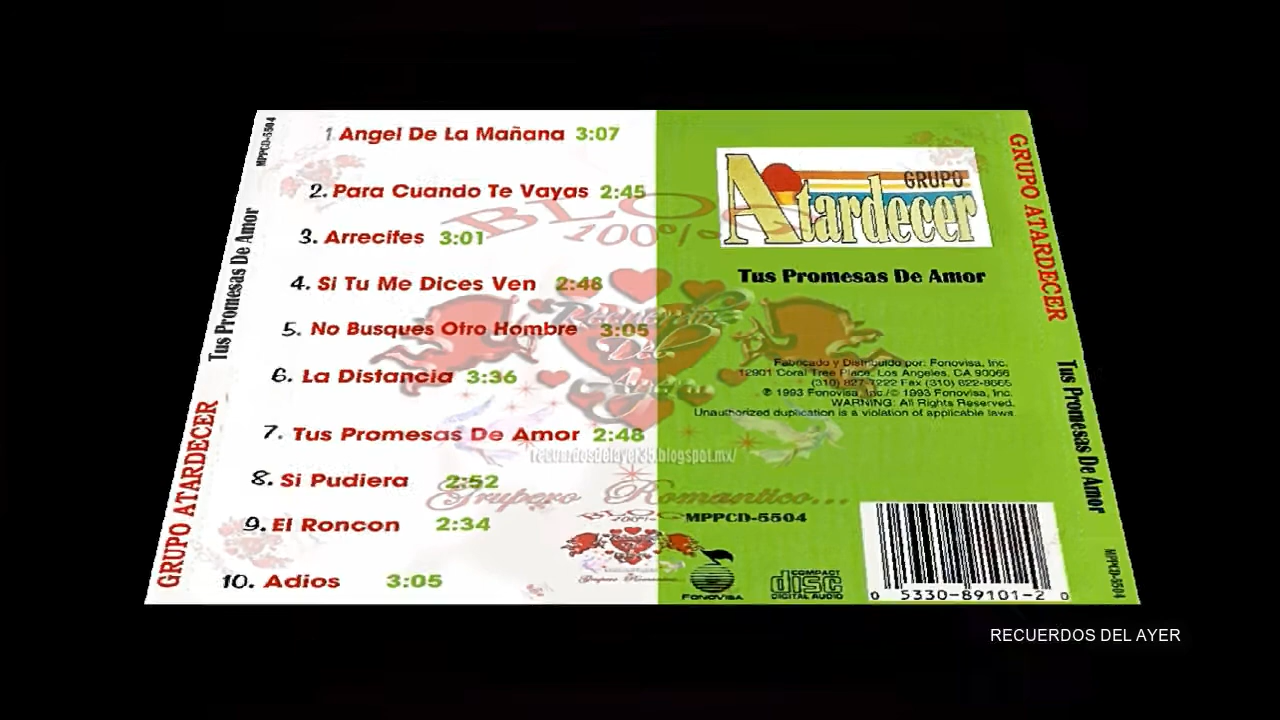 MPPCD-5504
Tus Promesas De Amor
GRUPO ATARDECER
1 Angel De La Mañana 3:07
2. Para Cuando Te Vayas 2:45
3. Arrecifes 3:01
4. Si Tu Me Dices Ven 2:48
5. No Busques Otro Hombre 3:05
6. La Distancia 3:36
7. Tus Promesas De Amor 2:48
8. Si Pudiera 2:52
9. El Roncon 2:34
10. Adios 3:05
BLOG
100%
Recuerdos
Del
Ayer
recuerdosdelayer35.blogspot.mx/
Grupero Romantico...
GRUPO
Atardecer
Tus Promesas De Amor
Fabricado y Distribuido por: Fonovisa, Inc.
12901 Coral Tree Place, Los Angeles, CA 90066
(310) 827-7222 Fax (310) 822-8665
℗ 1993 Fonovisa, Inc./© 1993 Fonovisa, Inc.
WARNING: All Rights Reserved.
Unauthorized duplication is a violation of applicable laws.
MPPCD-5504
FONOVISA
COMPACT
disc
DIGITAL AUDIO
0 5330-89101-2 0
GRUPO ATARDECER
Tus Promesas De Amor
MPPCD-5504
RECUERDOS DEL AYER